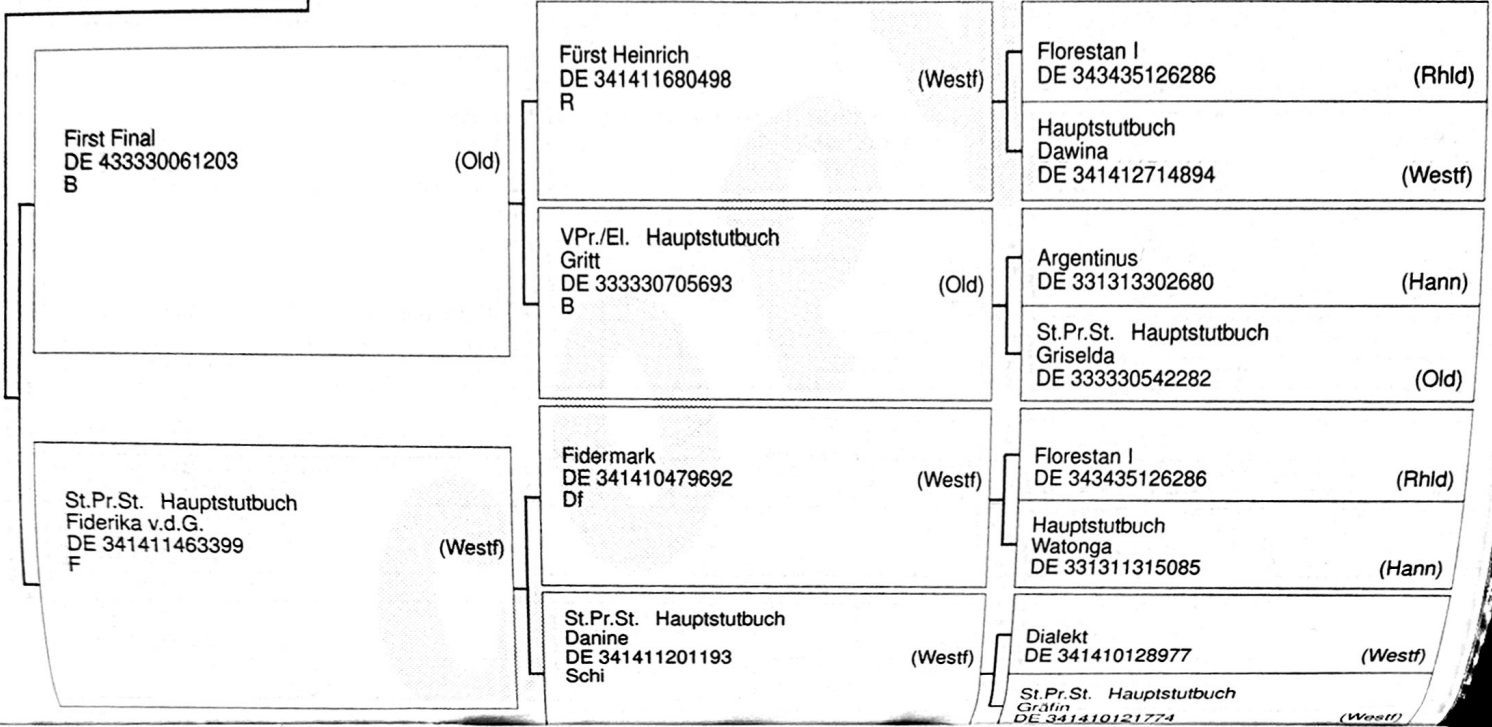 First Final
DE 433330061203 (Old)
B
St.Pr.St. Hauptstutbuch
Fiderika v.d.G.
DE 341411463399 (Westf)
F
Fürst Heinrich
DE 341411680498 (Westf)
R
VPr./El. Hauptstutbuch
Gritt
DE 333330705693 (Old)
B
Fidermark
DE 341410479692 (Westf)
Df
St.Pr.St. Hauptstutbuch
Danine
DE 341411201193 (Westf)
Schi
Florestan I
DE 343435126286 (Rhld)
Hauptstutbuch
Dawina
DE 341412714894 (Westf)
Argentinus
DE 331313302680 (Hann)
St.Pr.St. Hauptstutbuch
Griselda
DE 333330542282 (Old)
Florestan I
DE 343435126286 (Rhld)
Hauptstutbuch
Watonga
DE 331311315085 (Hann)
Dialekt
DE 341410128977 (Westf)
St.Pr.St. Hauptstutbuch
Gräfin
DE 341410121774 (Westf)